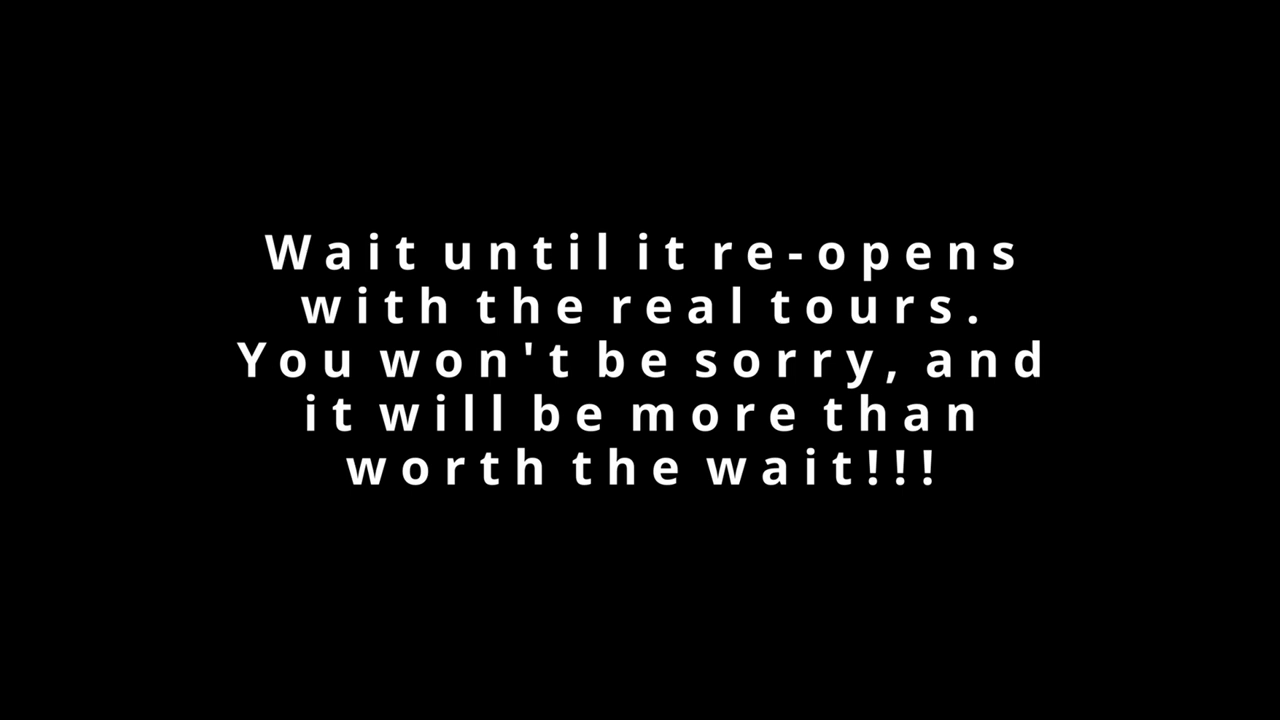 Wait until it re-opens
with the real tours.
You won't be sorry, and
it will be more than
worth the wait!!!